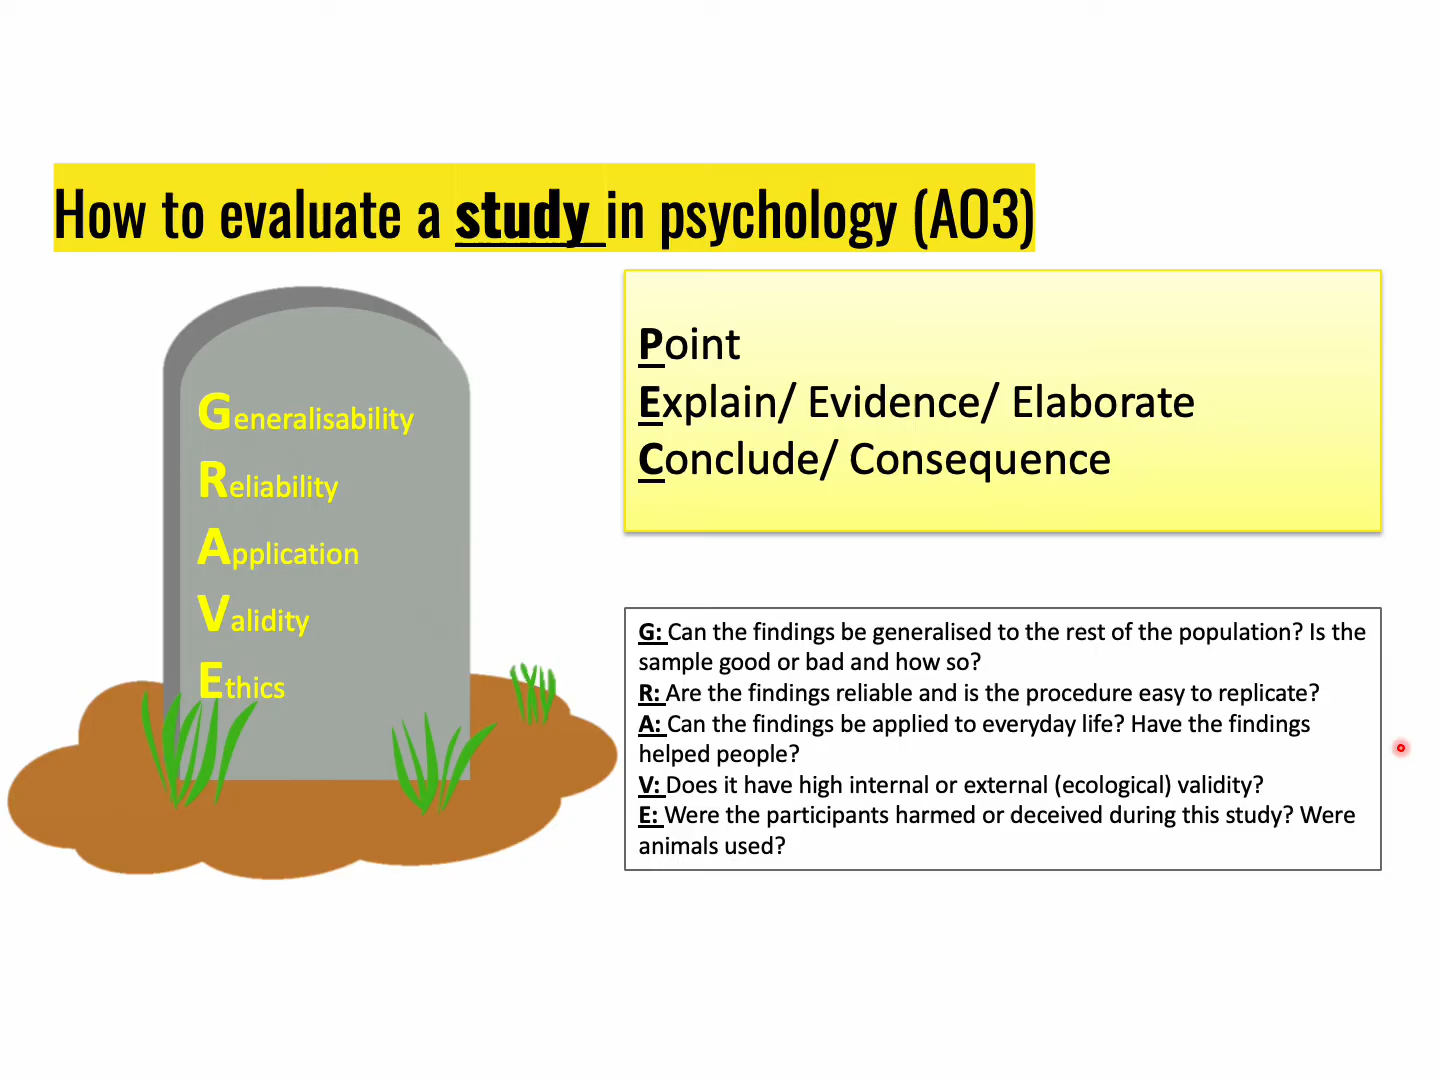 How to evaluate a study in psychology (AO3)
Generalisability
Reliability
Application
Validity
Ethics
Point
Explain/ Evidence/ Elaborate
Conclude/ Consequence
G: Can the findings be generalised to the rest of the population? Is the
sample good or bad and how so?
R: Are the findings reliable and is the procedure easy to replicate?
A: Can the findings be applied to everyday life? Have the findings
helped people?
V: Does it have high internal or external (ecological) validity?
E: Were the participants harmed or deceived during this study? Were
animals used?